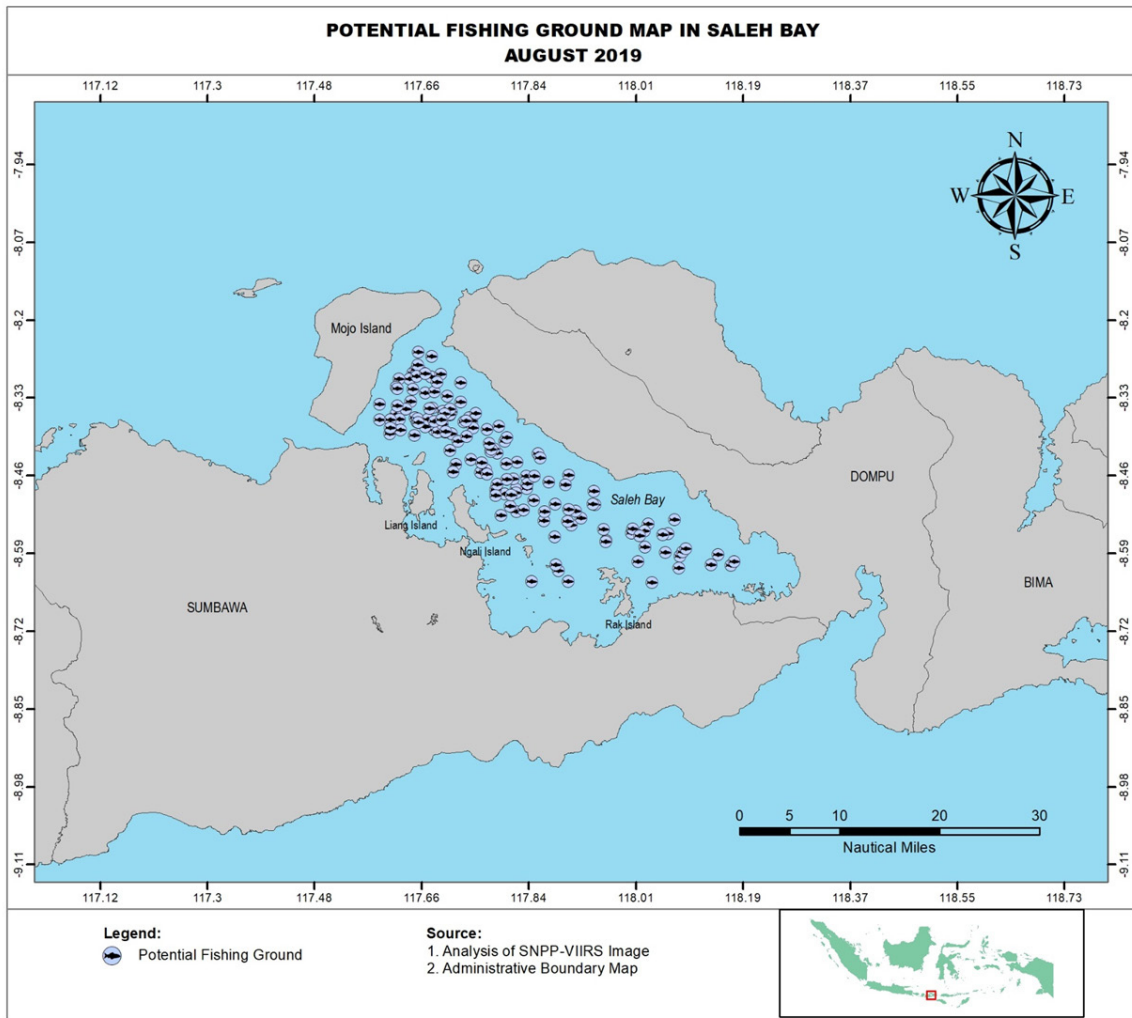 POTENTIAL FISHING GROUND MAP IN SALEH BAY
AUGUST 2019
117.12 117.3 117.48 117.66 117.84 118.01 118.19 118.37 118.55 118.73
N
W E
S
-7.94 -7.94
-8.07 -8.07
-8.2 -8.2
Mojo Island
-8.33 -8.33
-8.46 -8.46
DOMPU
Saleh Bay
Liang Island
Ngali Island
-8.59 -8.59
BIMA
SUMBAWA
Rak Island
-8.72 -8.72
-8.85 -8.85
-8.98 -8.98
0 5 10 20 30
Nautical Miles
-9.11 -9.11
117.12 117.3 117.48 117.66 117.84 118.01 118.19 118.37 118.55 118.73
Legend:
Potential Fishing Ground
Source:
1. Analysis of SNPP-VIIRS Image
2. Administrative Boundary Map